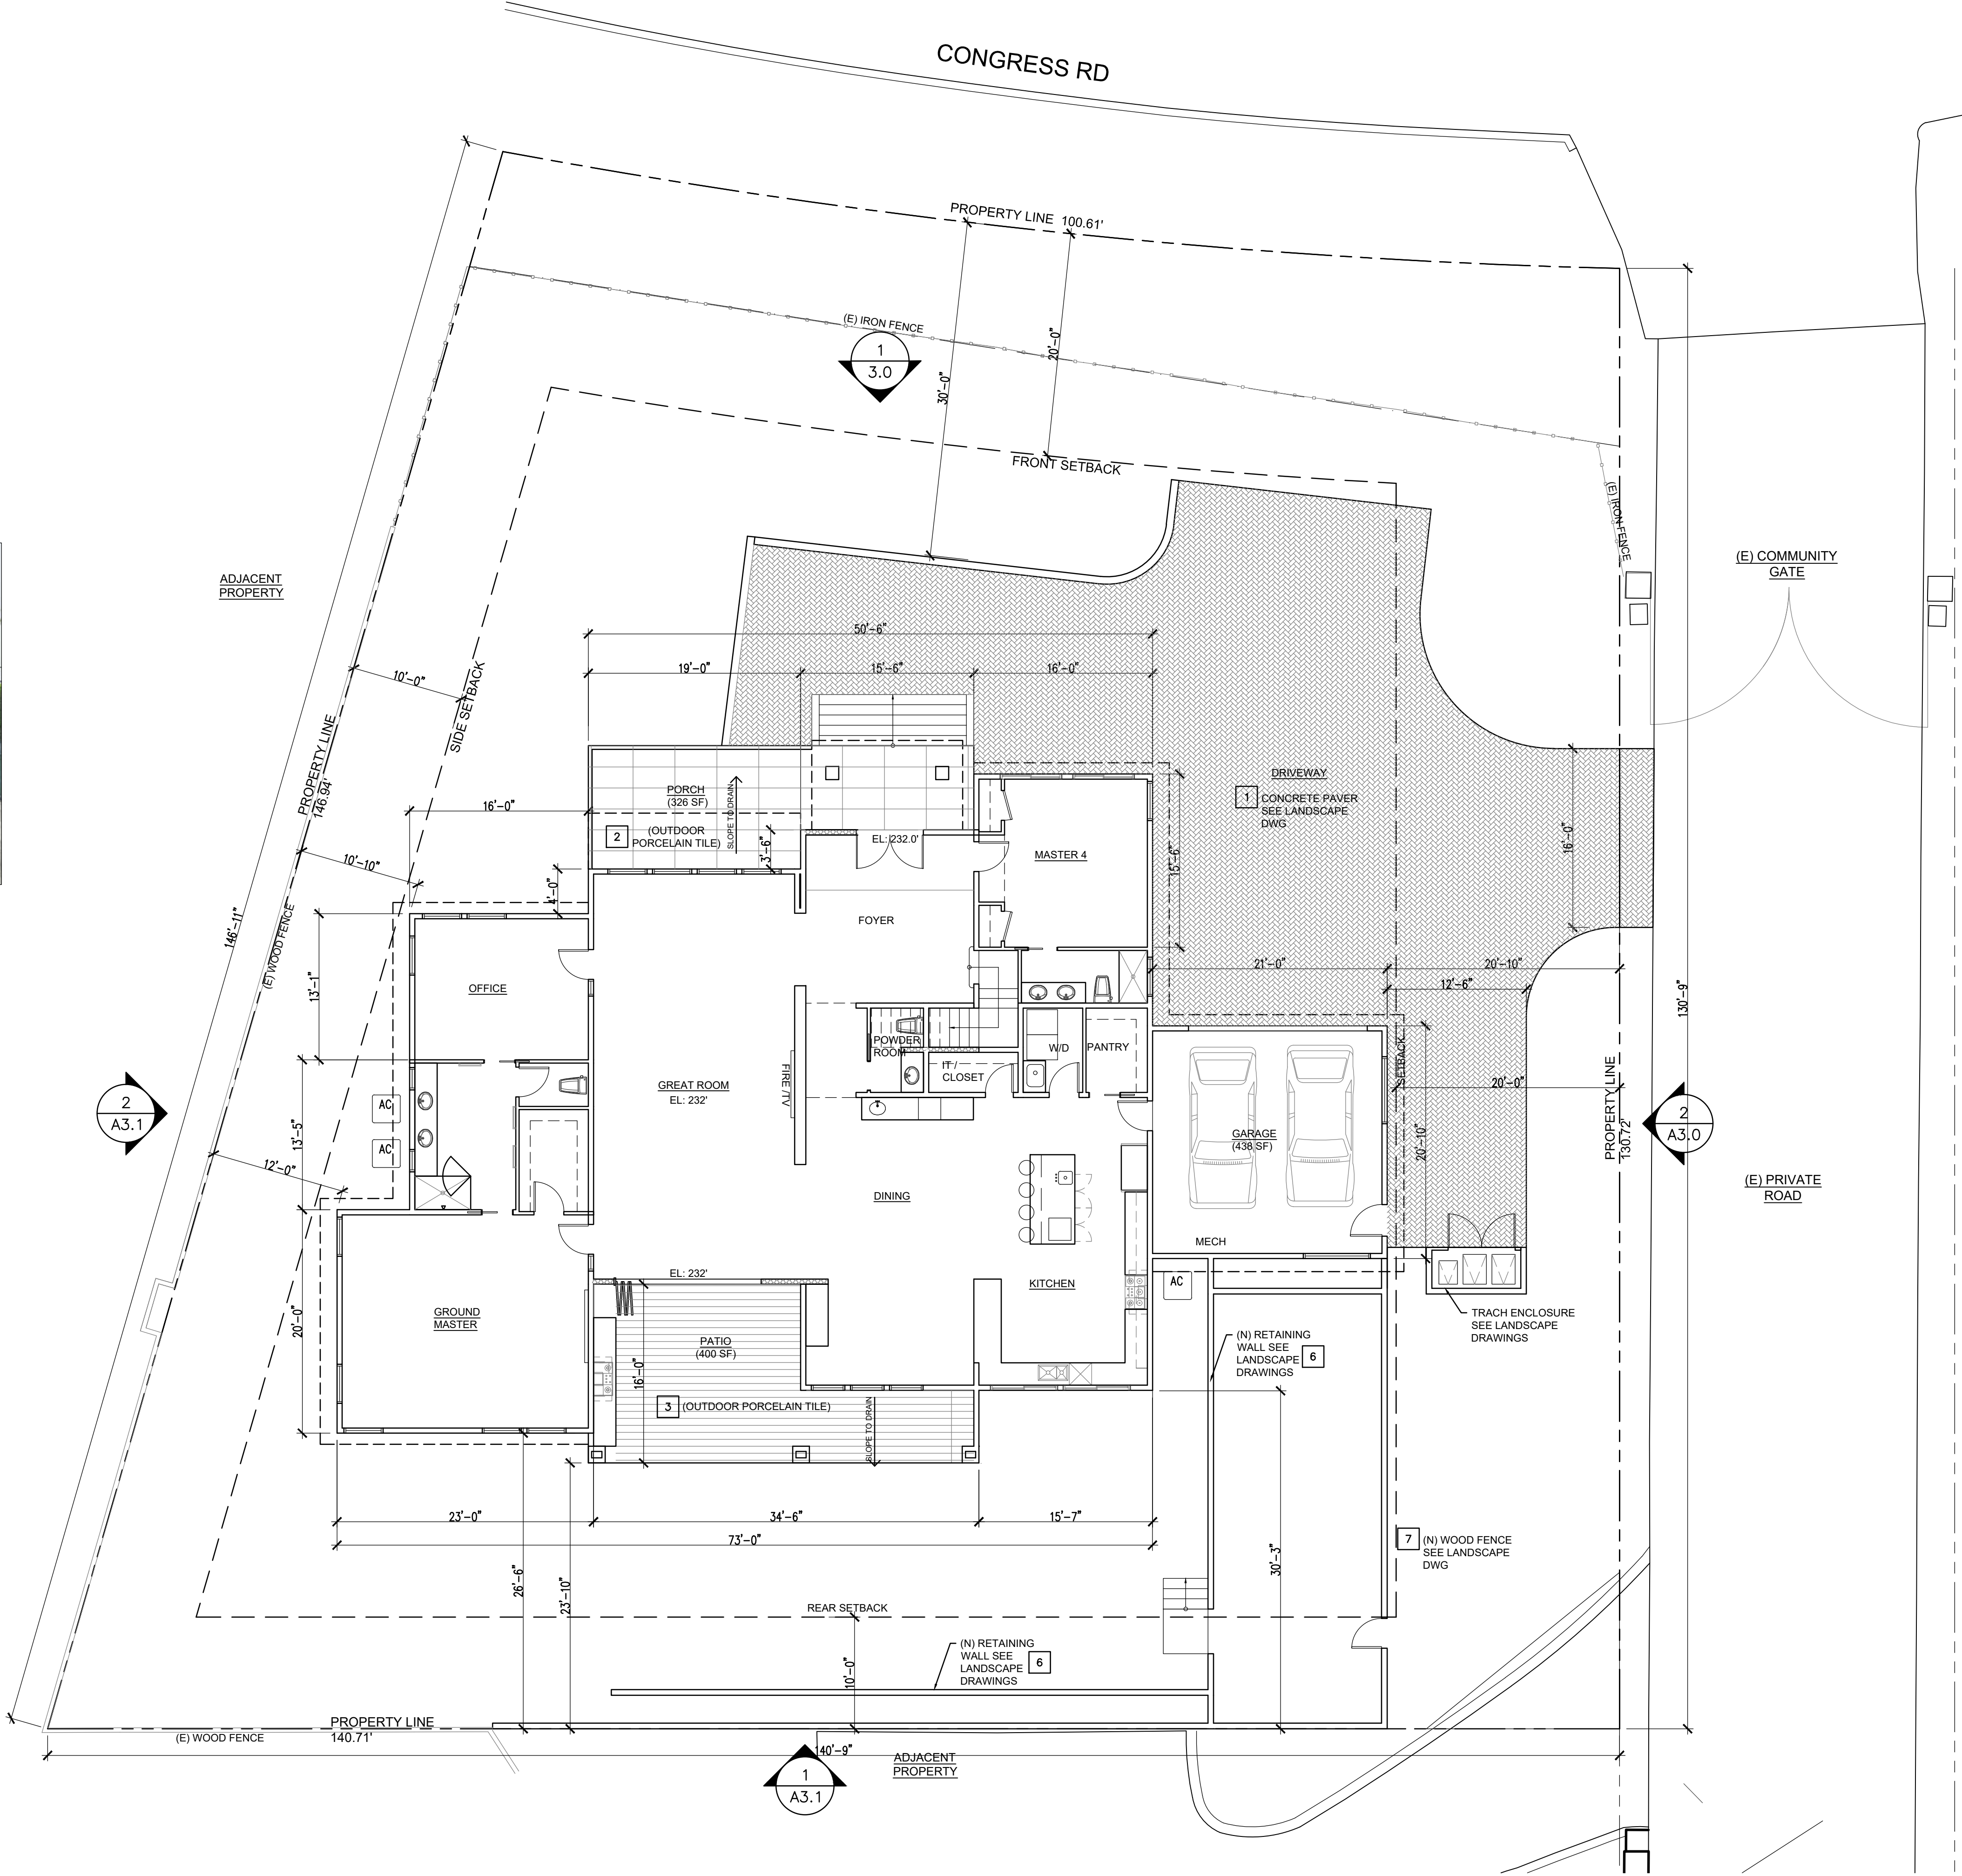 CONGRESS RD
PROPERTY LINE 100.61'
(E) IRON FENCE
1
3.0
30'-0"
20'-0"
FRONT SETBACK
(E) IRON FENCE
(E) COMMUNITY
GATE
ADJACENT
PROPERTY
50'-6"
19'-0"
15'-6"
16'-0"
10'-0"
SIDE SETBACK
PROPERTY LINE
146.94'
16'-0"
PORCH
(326 SF)
SLOPE TO DRAIN
2
(OUTDOOR
PORCELAIN TILE)
3'-6"
EL: 232.0'
MASTER 4
15'-6"
DRIVEWAY
1
CONCRETE PAVER
SEE LANDSCAPE
DWG
16'-0"
10'-10"
4'-0"
146'-11"
(E) WOOD FENCE
13'-1"
OFFICE
FOYER
21'-0"
20'-10"
12'-6"
130'-9"
POWDER
ROOM
W/D
PANTRY
IT /
CLOSET
GREAT ROOM
EL: 232'
FIRE /TV
SETBACK
20'-0"
PROPERTY LINE
130.72'
2
A3.1
AC
AC
13'-5"
GARAGE
(438 SF)
20'-10"
2
A3.0
12'-0"
DINING
(E) PRIVATE
ROAD
MECH
EL: 232'
KITCHEN
AC
20'-0"
GROUND
MASTER
PATIO
(400 SF)
16'-0"
3
(OUTDOOR PORCELAIN TILE)
SLOPE TO DRAIN
TRACH ENCLOSURE
SEE LANDSCAPE
DRAWINGS
(N) RETAINING
WALL SEE
LANDSCAPE
DRAWINGS
6
23'-0"
34'-6"
15'-7"
73'-0"
26'-6"
23'-10"
30'-3"
7
(N) WOOD FENCE
SEE LANDSCAPE
DWG
REAR SETBACK
10'-0"
(N) RETAINING
WALL SEE
LANDSCAPE
DRAWINGS
6
PROPERTY LINE
140.71'
(E) WOOD FENCE
140'-9"
1
A3.1
ADJACENT
PROPERTY